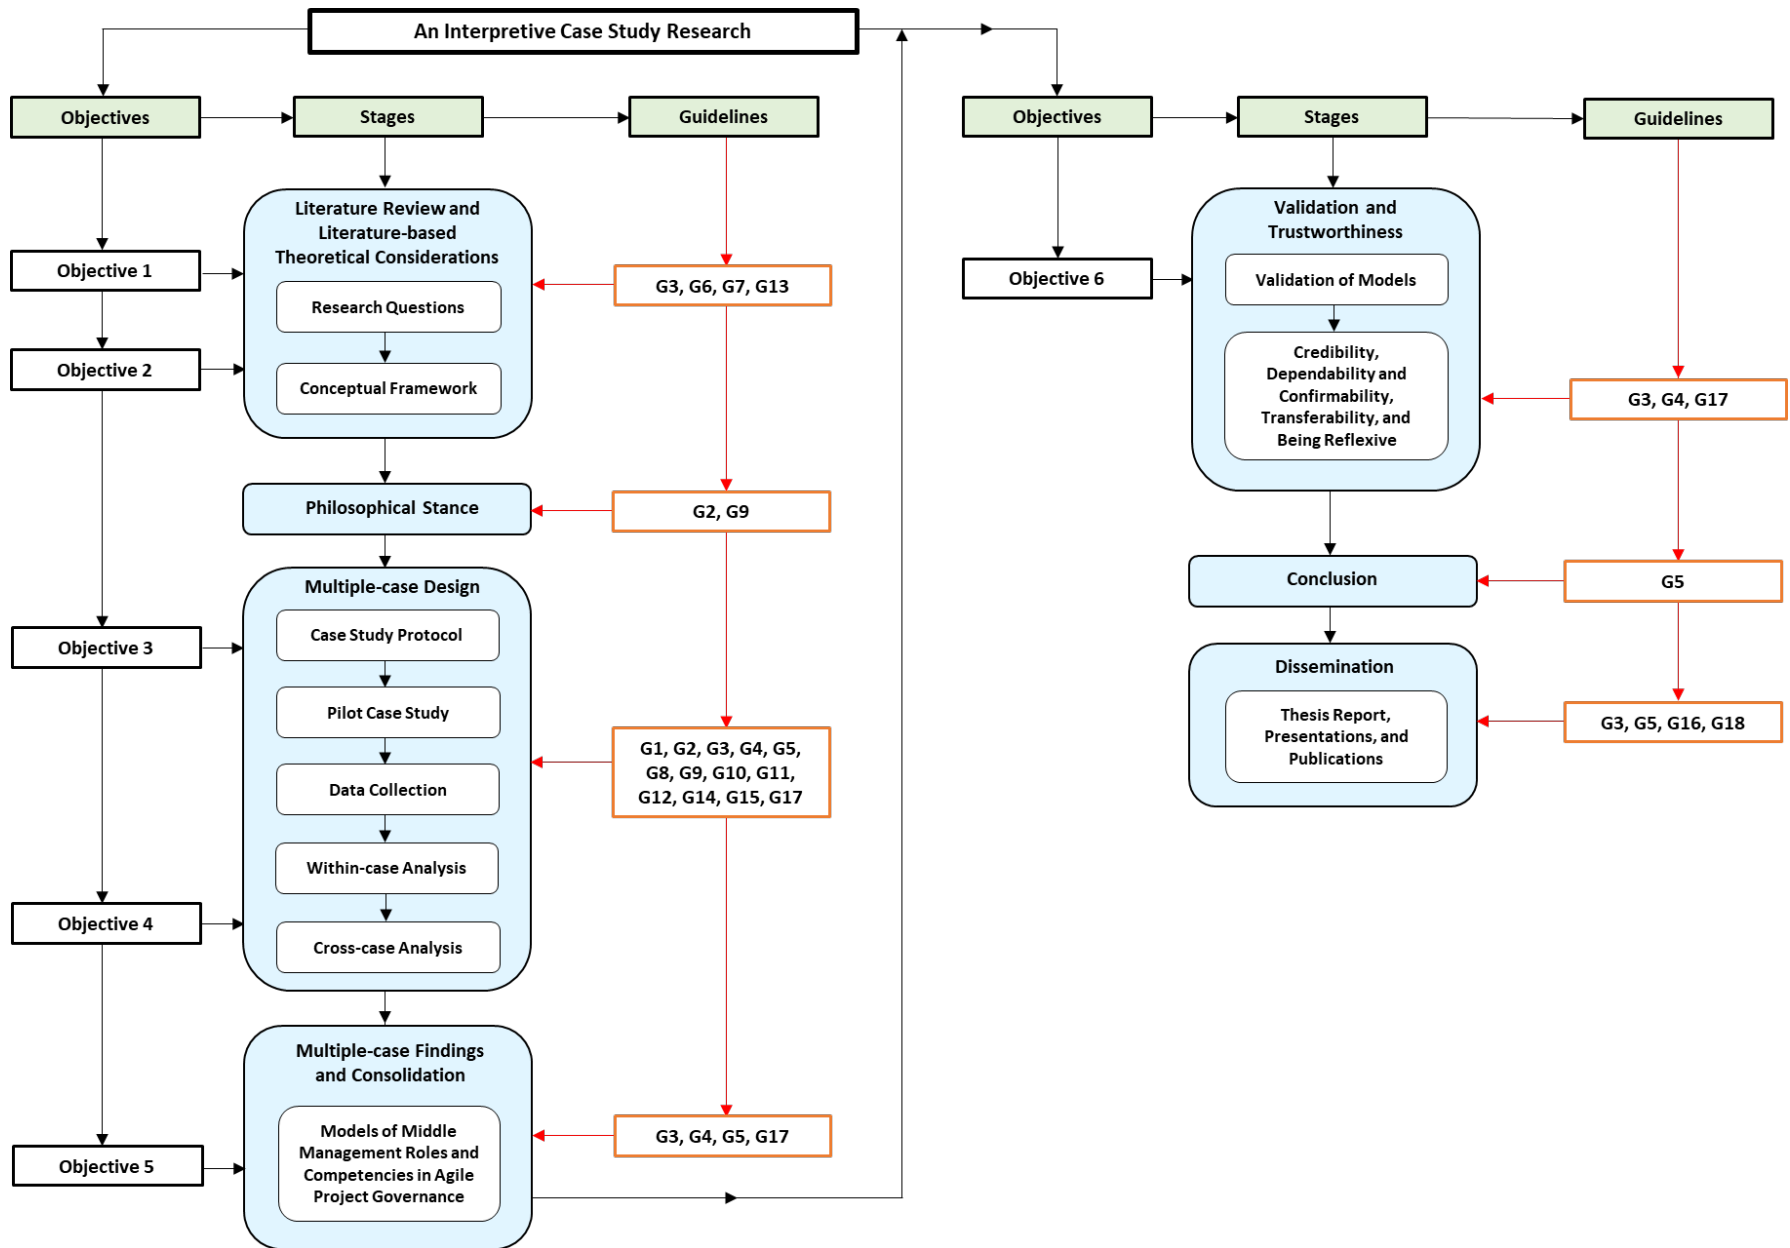 An Interpretive Case Study Research
Objectives
Stages
Guidelines
Literature Review and
Literature-based
Theoretical Considerations
Objective 1
Research Questions
G3, G6, G7, G13
Objective 2
Conceptual Framework
Philosophical Stance
G2, G9
Multiple-case Design
Case Study Protocol
Objective 3
Pilot Case Study
Data Collection
G1, G2, G3, G4, G5,
G8, G9, G10, G11,
G12, G14, G15, G17
Within-case Analysis
Objective 4
Cross-case Analysis
Multiple-case Findings
and Consolidation
Models of Middle
Management Roles and
Competencies in Agile
Project Governance
G3, G4, G5, G17
Objective 5
Objectives
Stages
Guidelines
Validation and
Trustworthiness
Objective 6
Validation of Models
Credibility,
Dependability and
Confirmability,
Transferability, and
Being Reflexive
G3, G4, G17
Conclusion
G5
Dissemination
Thesis Report,
Presentations, and
Publications
G3, G5, G16, G18